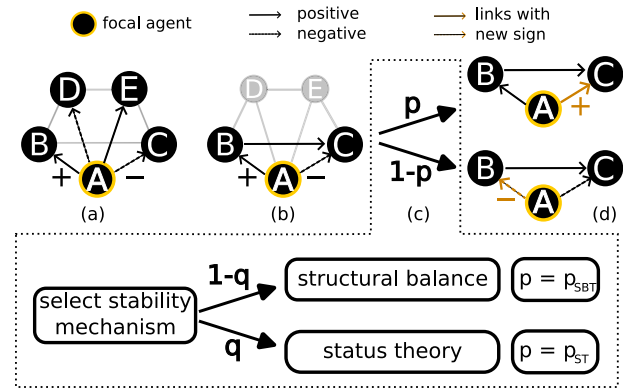 focal agent
positive
negative
links with
new sign
D E
B C
A
+ −
(a)
D E
B C
A
+ −
(b)
p
1-p
(c)
B C
A
+
B C
A
−
(d)
select stability
mechanism
1-q
q
structural balance
p = pSBT
status theory
p = pST